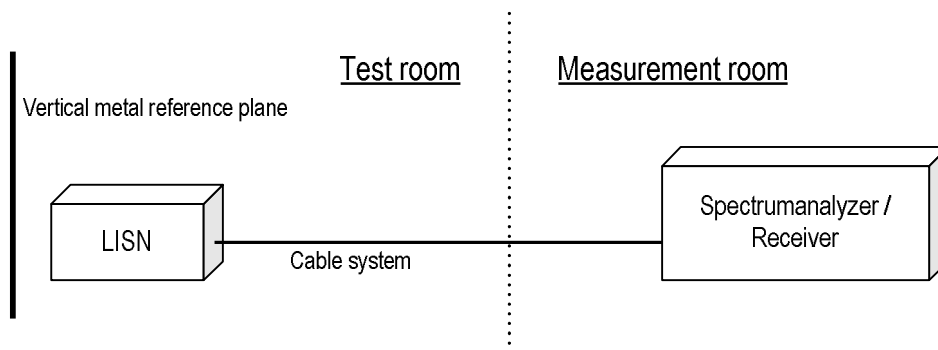 Test room
Measurement room
Vertical metal reference plane
LISN
Cable system
Spectrumanalyzer /
Receiver